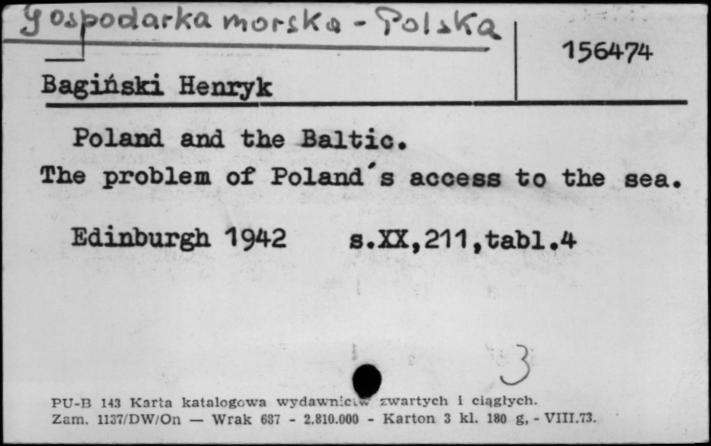 Gospodarka morska - Polska
156474
Bagiński Henryk
Poland and the Baltic.
The problem of Poland´s access to the sea.
Edinburgh 1942 s.XX,211,tabl.4
3
PU-B 143 Karta katalogowa wydawnictw zwartych i ciągłych.
Zam. 1137/DW/On — Wrak 687 - 2.810.000 - Karton 3 kl. 180 g, - VIII.73.